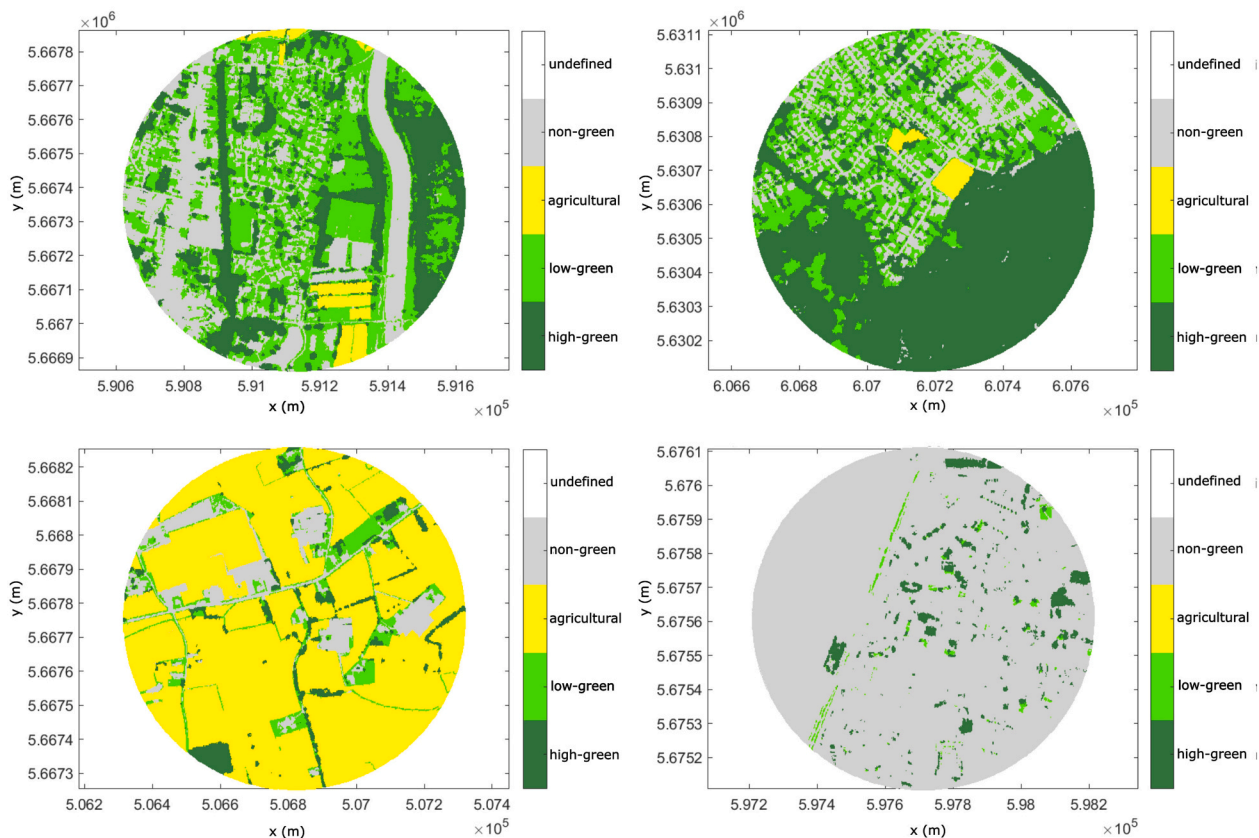 ×10 6
5.6678
5.6677
5.6676
5.6675
5.6674
5.6673
5.6672
5.6671
5.667
5.6669
y (m)
5.906 5.908 5.91 5.912 5.914 5.916
x (m)
×10 5
undefined
non-green
agricultural
low-green
high-green
×10 6
5.6311
5.631
5.6309
5.6308
5.6307
5.6306
5.6305
5.6304
5.6303
5.6302
y (m)
6.066 6.068 6.07 6.072 6.074 6.076
x (m)
×10 5
undefined
non-green
agricultural
low-green
high-green
5.6682
5.6681
5.668
5.6679
5.6678
5.6677
5.6676
5.6675
5.6674
5.6673
y (m)
5.062 5.064 5.066 5.068 5.07 5.072 5.074
x (m)
×10 5
undefined
non-green
agricultural
low-green
high-green
5.6761
5.676
5.6759
5.6758
5.6757
5.6756
5.6755
5.6754
5.6753
5.6752
y (m)
5.972 5.974 5.976 5.978 5.98 5.982
x (m)
×10 5
undefined
non-green
agricultural
low-green
high-green